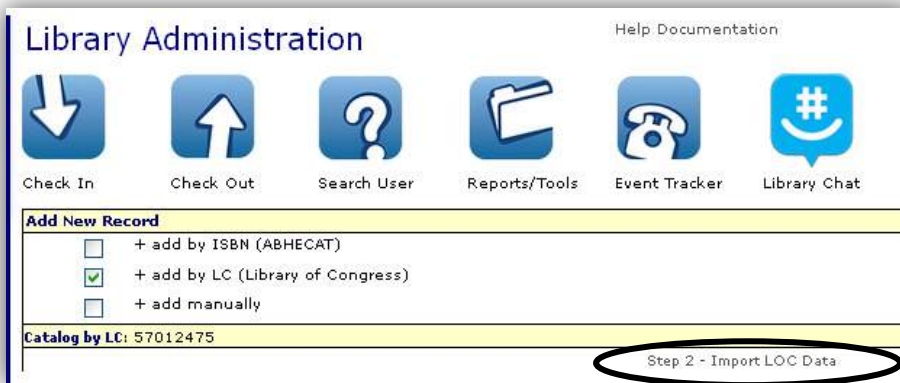 Library Administration
Help Documentation
Check In
Check Out
Search User
Reports/Tools
Event Tracker
#
Library Chat
Add New Record
+ add by ISBN (ABHECAT)
+ add by LC (Library of Congress)
+ add manually
Catalog by LC: 57012475
Step 2 - Import LOC Data